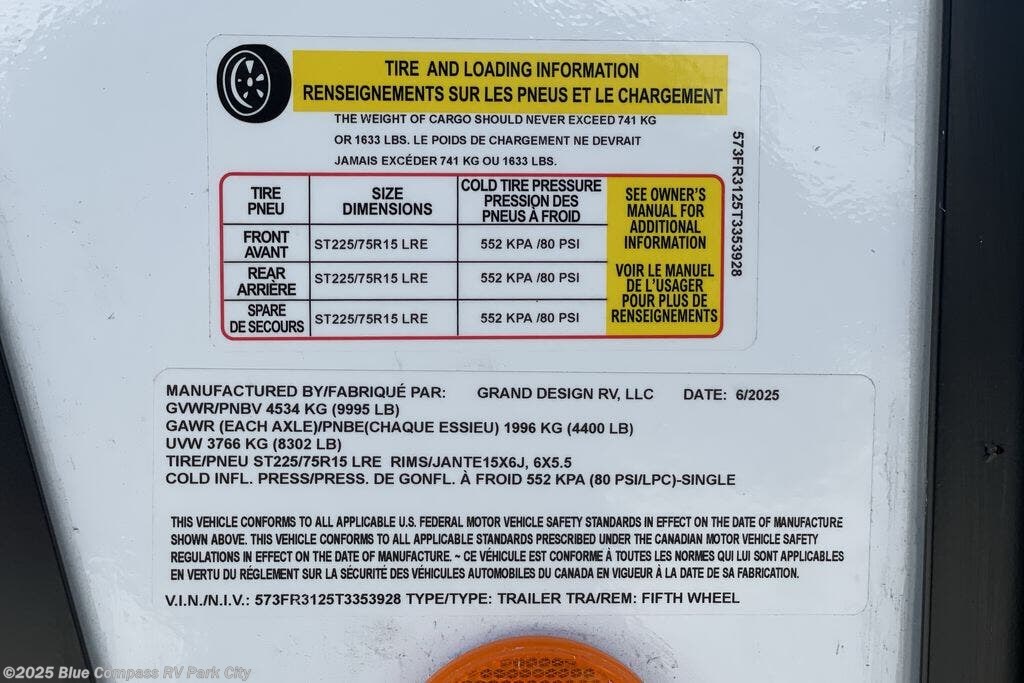 TIRE AND LOADING INFORMATION
RENSEIGNEMENTS SUR LES PNEUS ET LE CHARGEMENT
THE WEIGHT OF CARGO SHOULD NEVER EXCEED 741 KG
OR 1633 LBS. LE POIDS DE CHARGEMENT NE DEVRAIT
JAMAIS EXCÉDER 741 KG OU 1633 LBS.
TIRE
PNEU
SIZE
DIMENSIONS
COLD TIRE PRESSURE
PRESSION DES
PNEUS À FROID
FRONT
AVANT
ST225/75R15 LRE
552 KPA /80 PSI
REAR
ARRIÈRE
ST225/75R15 LRE
552 KPA /80 PSI
SPARE
DE SECOURS
ST225/75R15 LRE
552 KPA /80 PSI
SEE OWNER'S
MANUAL FOR
ADDITIONAL
INFORMATION
VOIR LE MANUEL
DE L'USAGER
POUR PLUS DE
RENSEIGNEMENTS
573FR3125T3353928
MANUFACTURED BY/FABRIQUÉ PAR: GRAND DESIGN RV, LLC DATE: 6/2025
GVWR/PNBV 4534 KG (9995 LB)
GAWR (EACH AXLE)/PNBE(CHAQUE ESSIEU) 1996 KG (4400 LB)
UVW 3766 KG (8302 LB)
TIRE/PNEU ST225/75R15 LRE RIMS/JANTE15X6J, 6X5.5
COLD INFL. PRESS/PRESS. DE GONFL. À FROID 552 KPA (80 PSI/LPC)-SINGLE
THIS VEHICLE CONFORMS TO ALL APPLICABLE U.S. FEDERAL MOTOR VEHICLE SAFETY STANDARDS IN EFFECT ON THE DATE OF MANUFACTURE
SHOWN ABOVE. THIS VEHICLE CONFORMS TO ALL APPLICABLE STANDARDS PRESCRIBED UNDER THE CANADIAN MOTOR VEHICLE SAFETY
REGULATIONS IN EFFECT ON THE DATE OF MANUFACTURE. ~ CE VÉHICULE EST CONFORME À TOUTES LES NORMES QUI LUI SONT APPLICABLES
EN VERTU DU RÉGLEMENT SUR LA SÉCURITÉ DES VÉHICULES AUTOMOBILES DU CANADA EN VIGUEUR À LA DATE DE SA FABRICATION.
V.I.N./N.I.V.: 573FR3125T3353928 TYPE/TYPE: TRAILER TRA/REM: FIFTH WHEEL
©2025 Blue Compass RV Park City